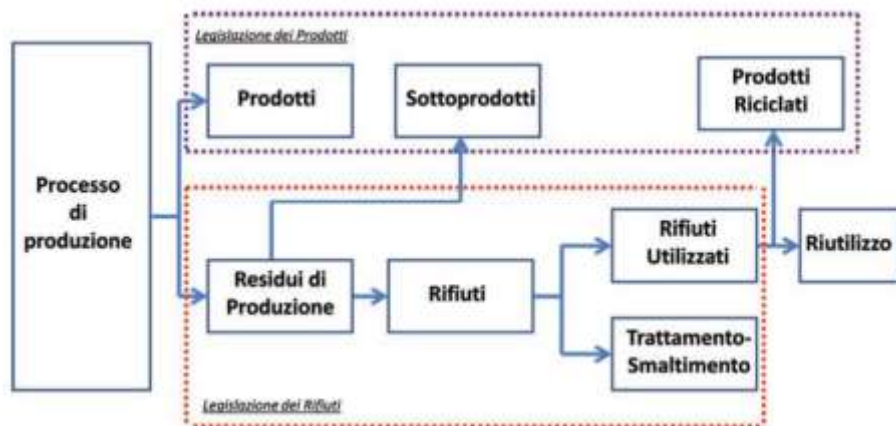 Legislazione dei Prodotti
Prodotti
Sottoprodotti
Prodotti
Riciclati
Processo
di
produzione
Residui di
Produzione
Rifiuti
Rifiuti
Utilizzati
Riutilizzo
Trattamento-
Smaltimento
Legislazione dei Rifiuti